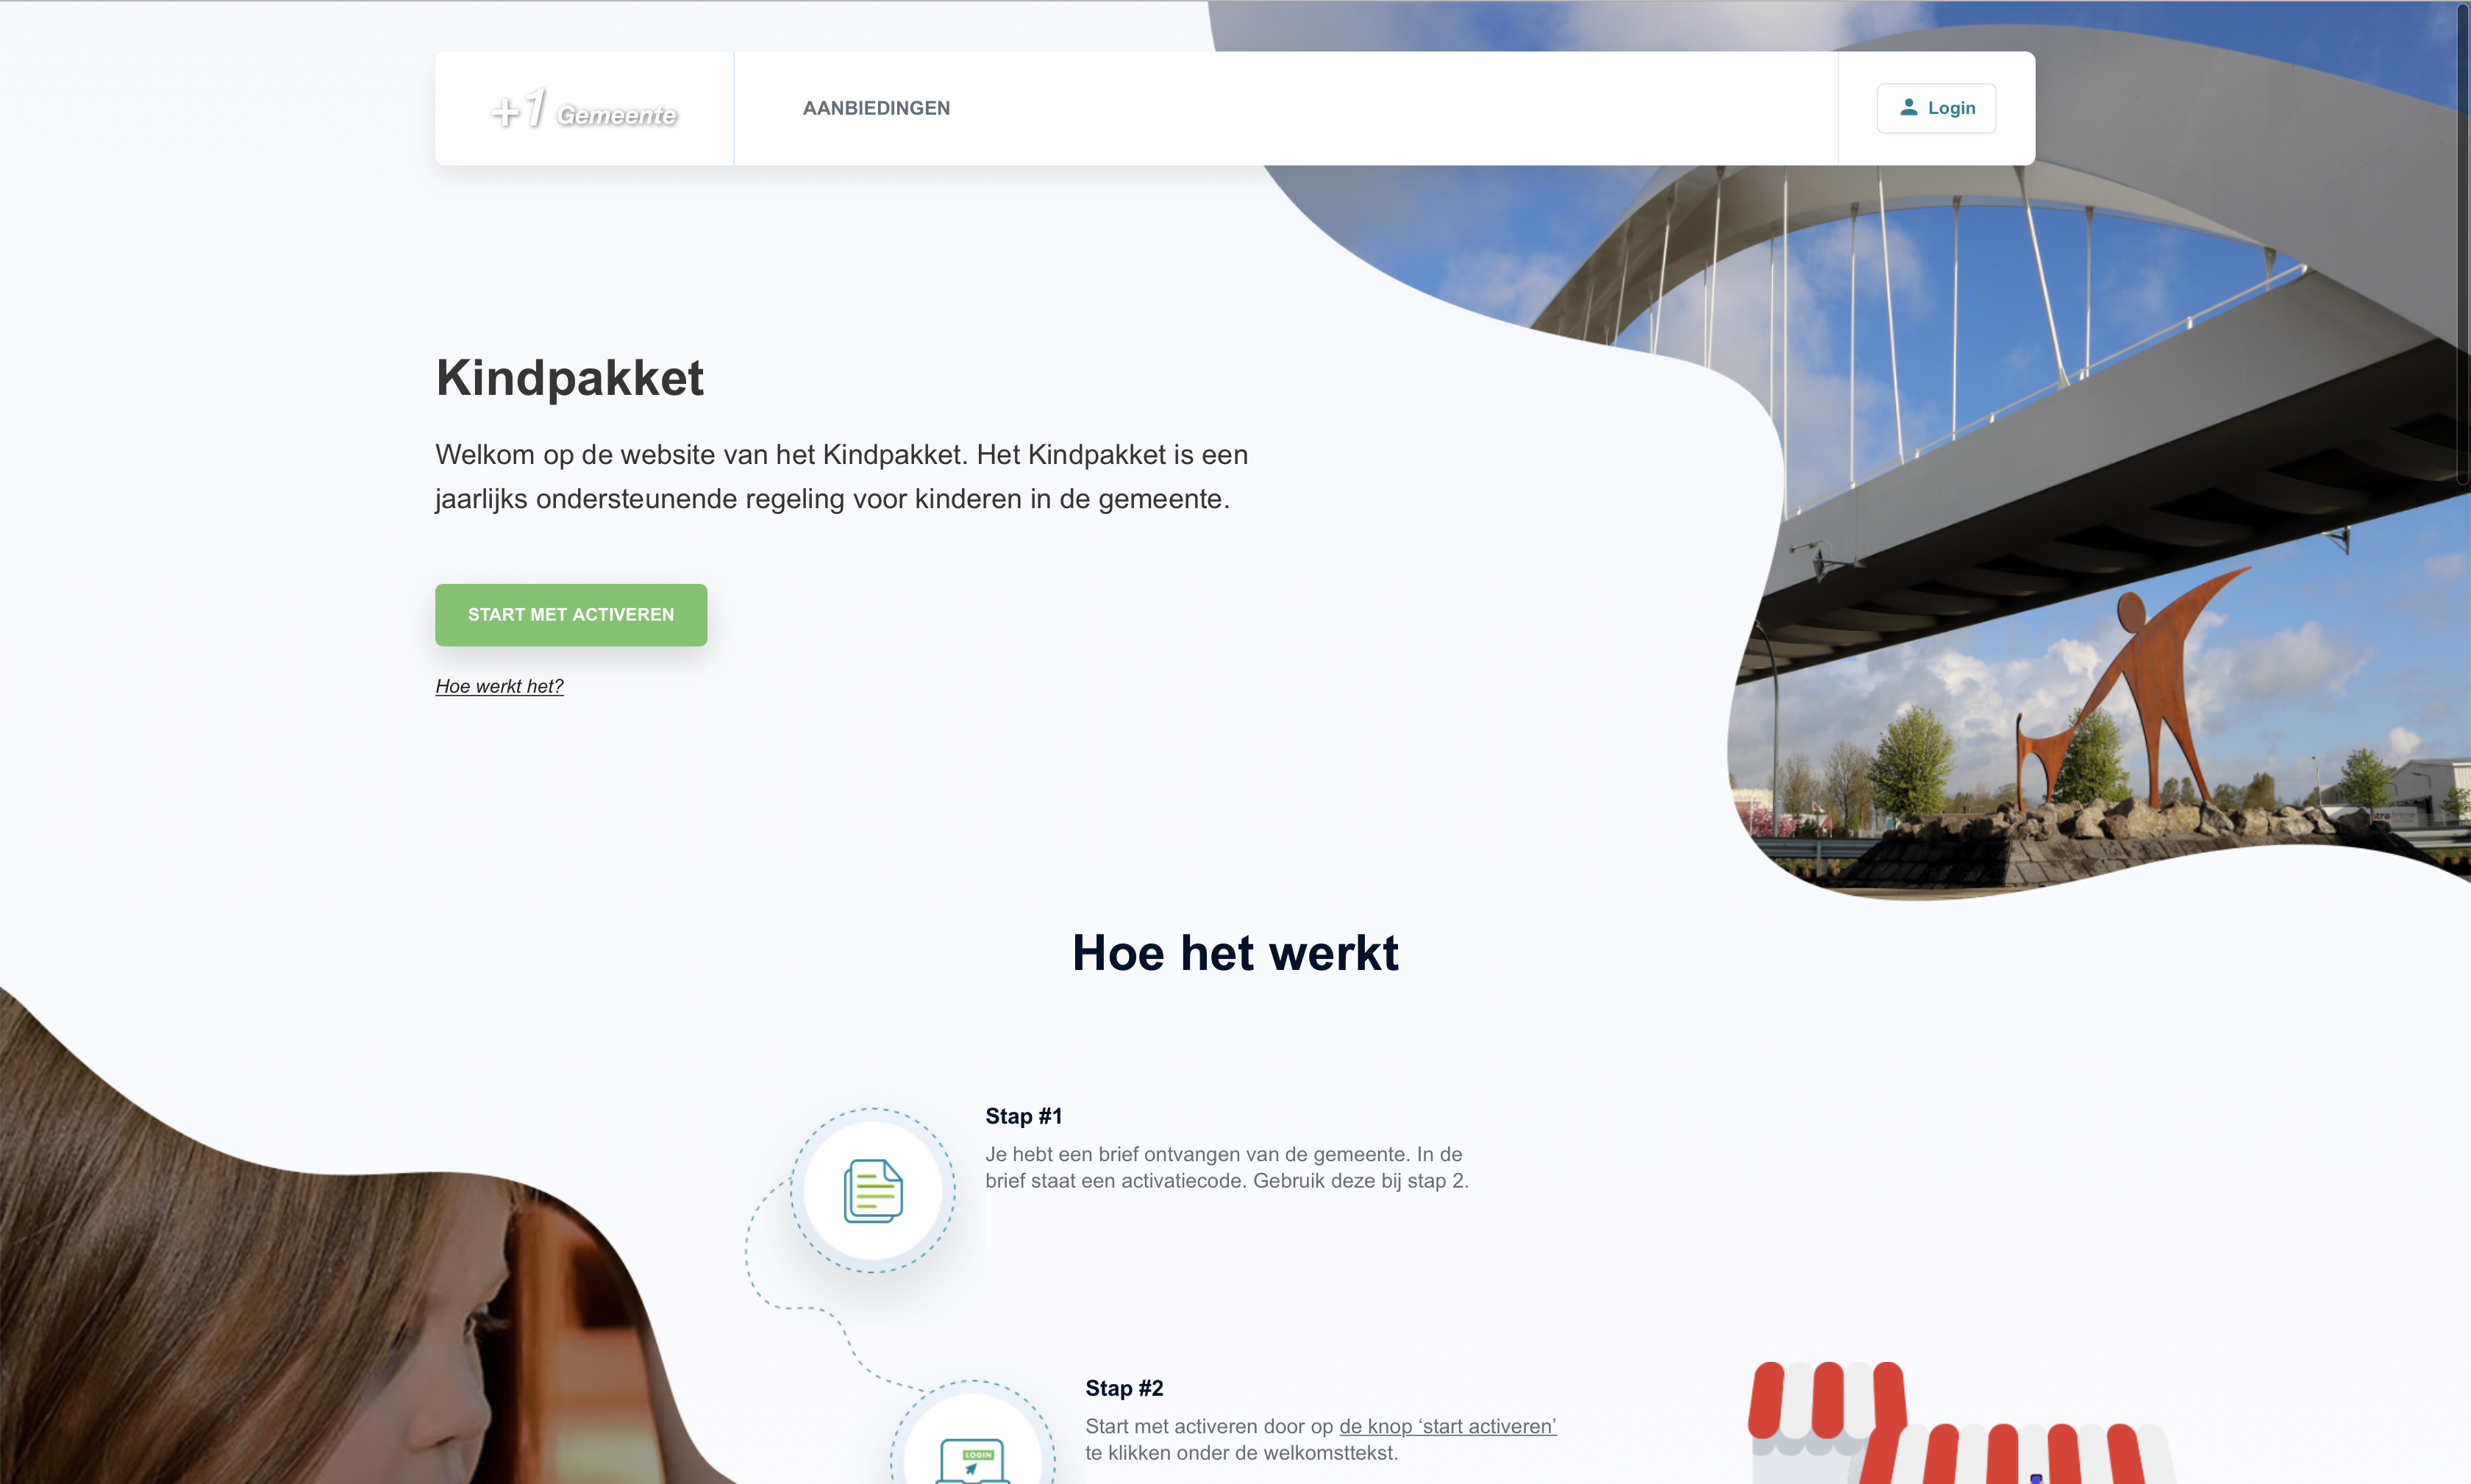 +1 Gemeente
AANBIEDINGEN
Login
Kindpakket
Welkom op de website van het Kindpakket. Het Kindpakket is een
jaarlijks ondersteunende regeling voor kinderen in de gemeente.
START MET ACTIVEREN
Hoe werkt het?
Hoe het werkt
Stap #1
Je hebt een brief ontvangen van de gemeente. In de
brief staat een activatiecode. Gebruik deze bij stap 2.
Stap #2
Start met activeren door op de knop ‘start activeren’
te klikken onder de welkomsttekst.
LOGIN